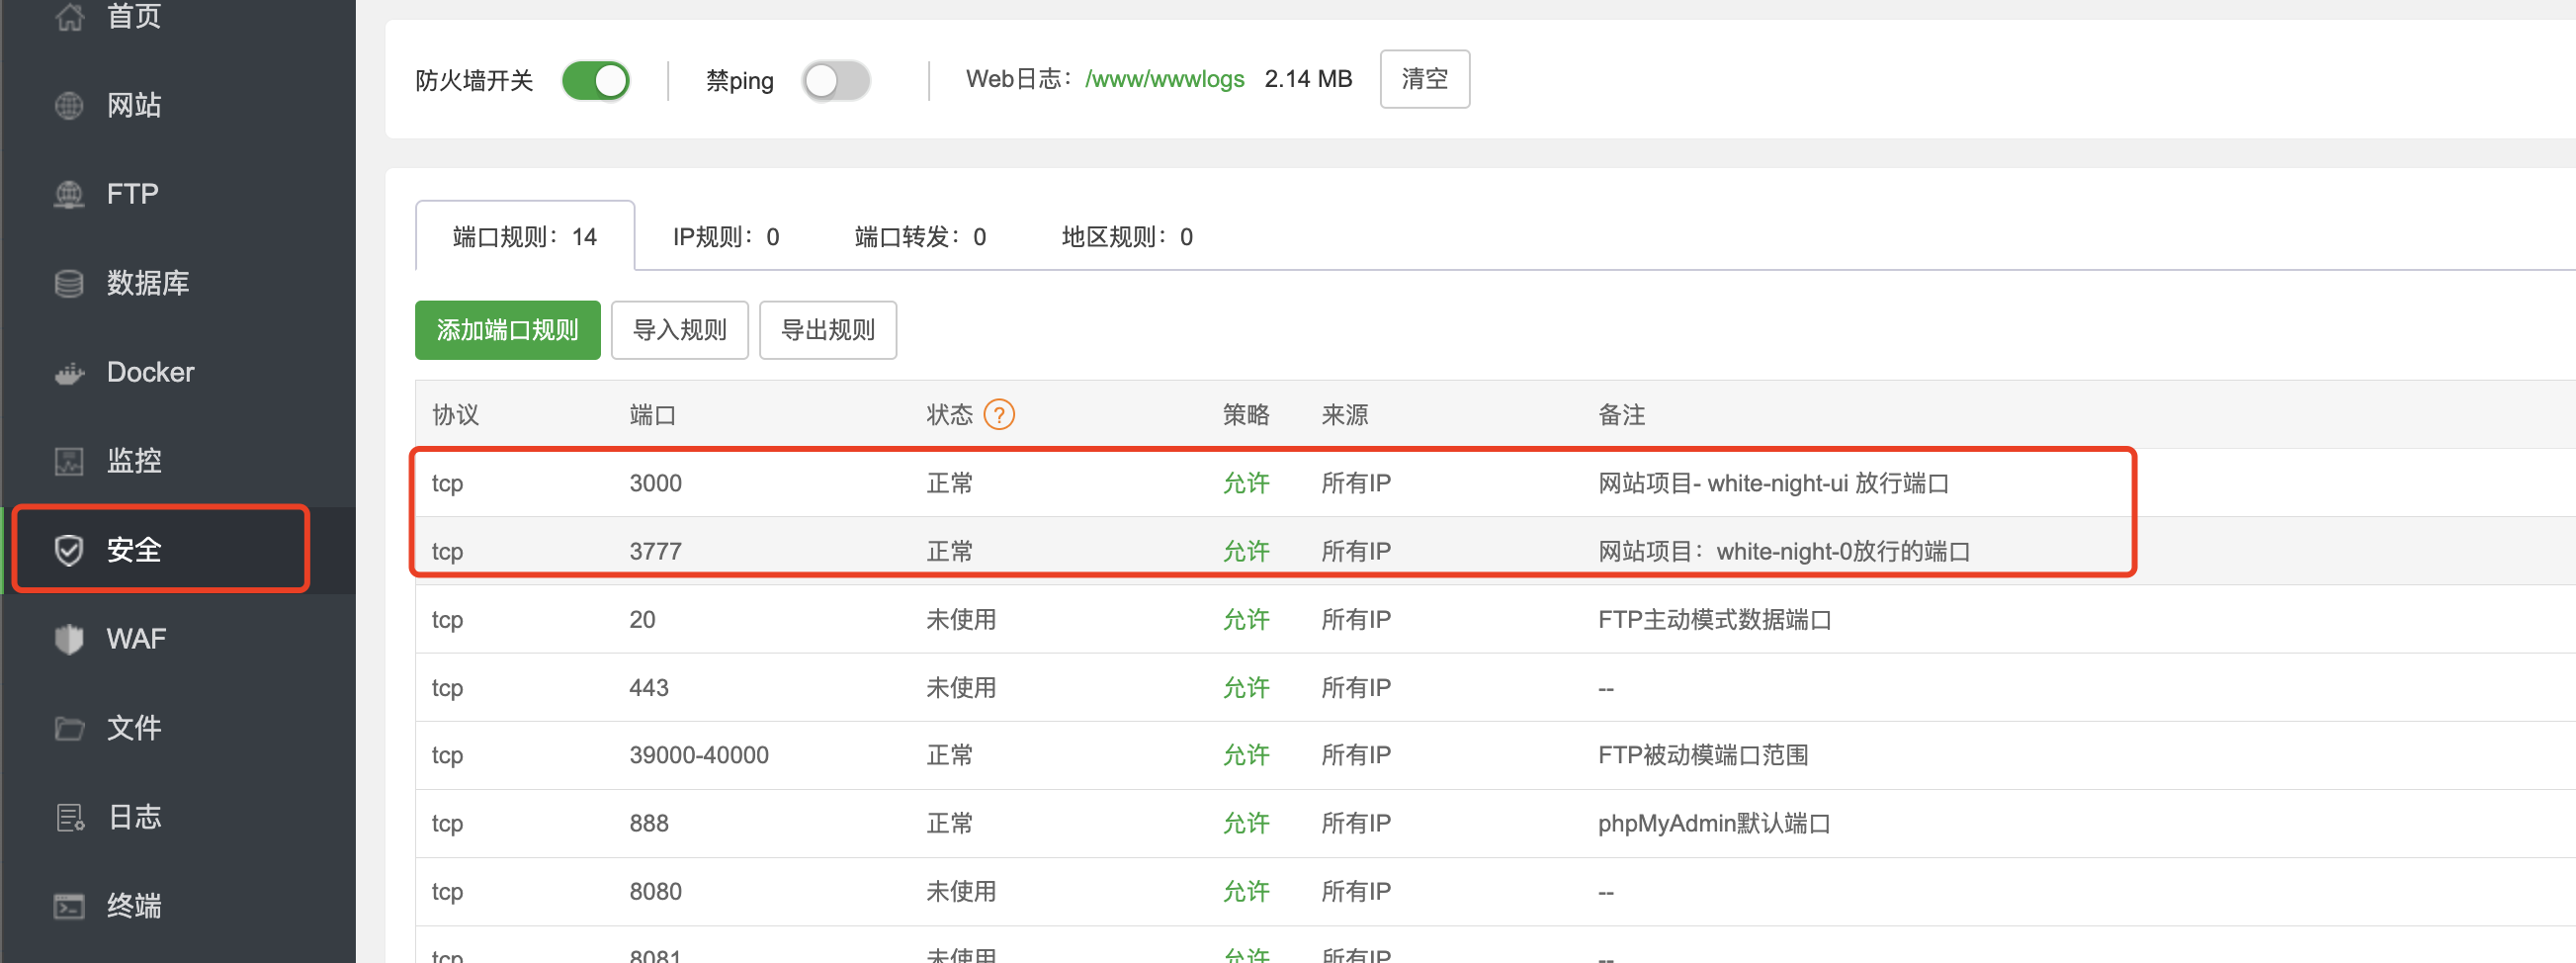 首页
网站
FTP
数据库
Docker
监控
安全
WAF
文件
日志
终端
防火墙开关 禁ping Web日志：/www/wwwlogs 2.14 MB 清空
端口规则：14 IP规则：0 端口转发：0 地区规则：0
添加端口规则 导入规则 导出规则
协议 端口 状态 ? 策略 来源 备注
tcp 3000 正常 允许 所有IP 网站项目- white-night-ui 放行端口
tcp 3777 正常 允许 所有IP 网站项目：white-night-0放行的端口
tcp 20 未使用 允许 所有IP FTP主动模式数据端口
tcp 443 未使用 允许 所有IP --
tcp 39000-40000 正常 允许 所有IP FTP被动模端口范围
tcp 888 正常 允许 所有IP phpMyAdmin默认端口
tcp 8080 未使用 允许 所有IP --
tcp 8081 未使用 允许 所有IP --